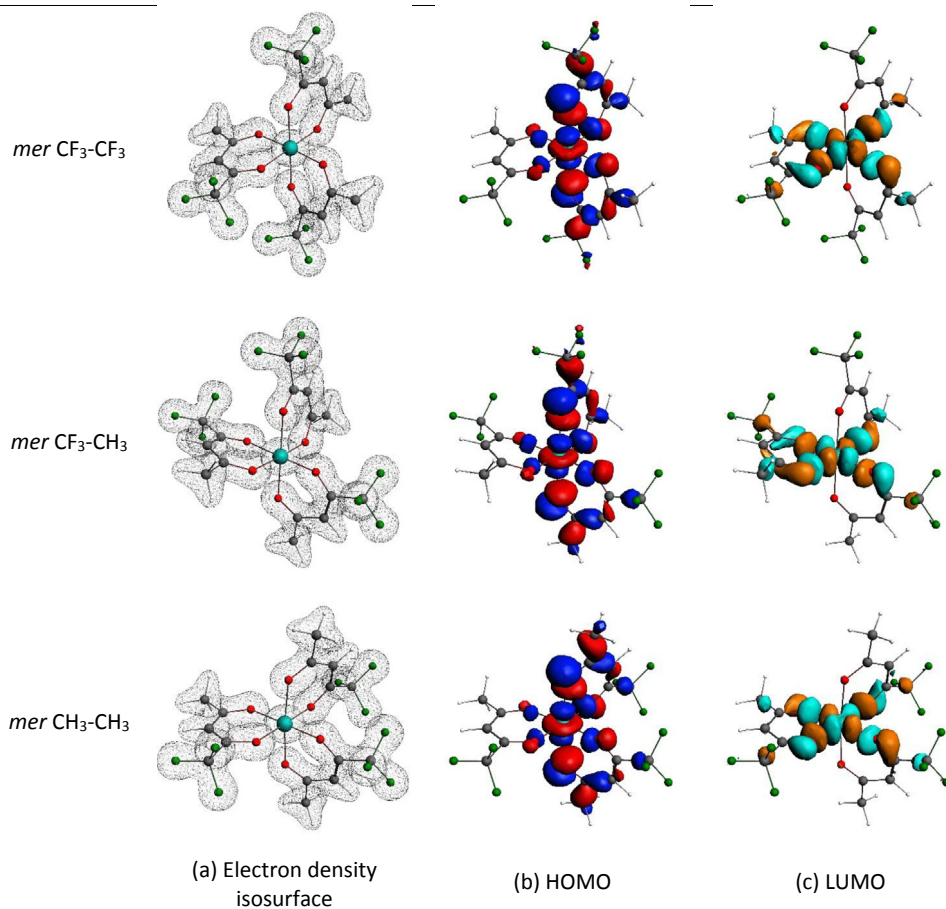 mer CF₃-CF₃
mer CF₃-CH₃
mer CH₃-CH₃
(a) Electron density
isosurface
(b) HOMO
(c) LUMO